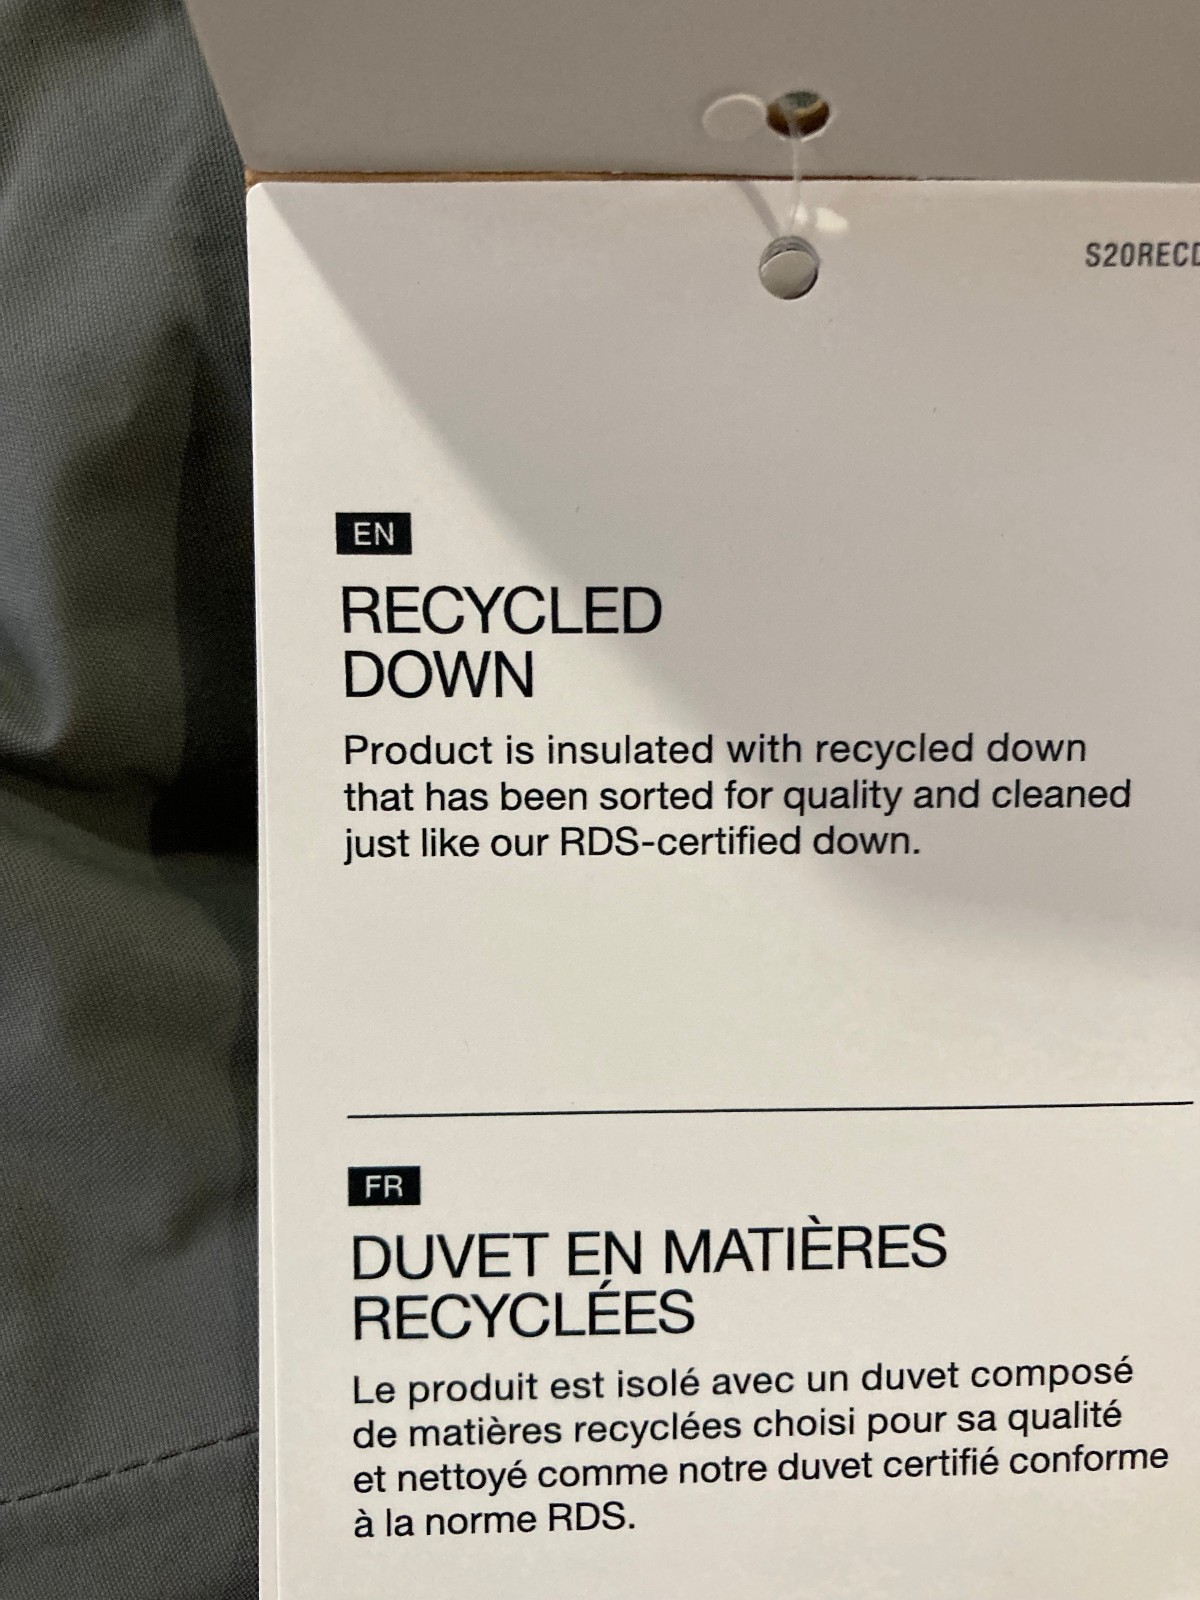 EN
RECYCLED
DOWN
Product is insulated with recycled down
that has been sorted for quality and cleaned
just like our RDS-certified down.
FR
DUVET EN MATIÈRES
RECYCLÉES
Le produit est isolé avec un duvet composé
de matières recyclées choisi pour sa qualité
et nettoyé comme notre duvet certifié conforme
à la norme RDS.